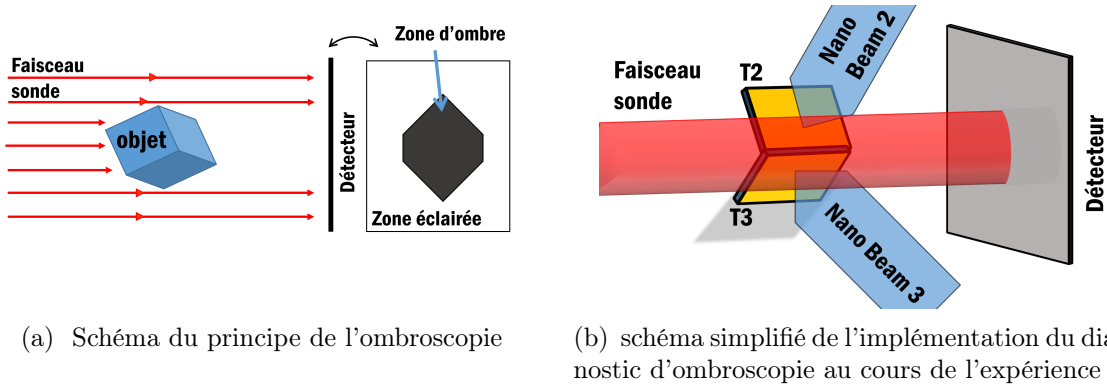 Zone d'ombre
Faisceau
sonde
objet
Détecteur
Zone éclairée
(a) Schéma du principe de l'ombroscopie
Nano
Beam 2
Faisceau
sonde
T2
T3
Nano Beam 3
Détecteur
(b) schéma simplifié de l'implémentation du dia
nostic d'ombroscopie au cours de l'expérience